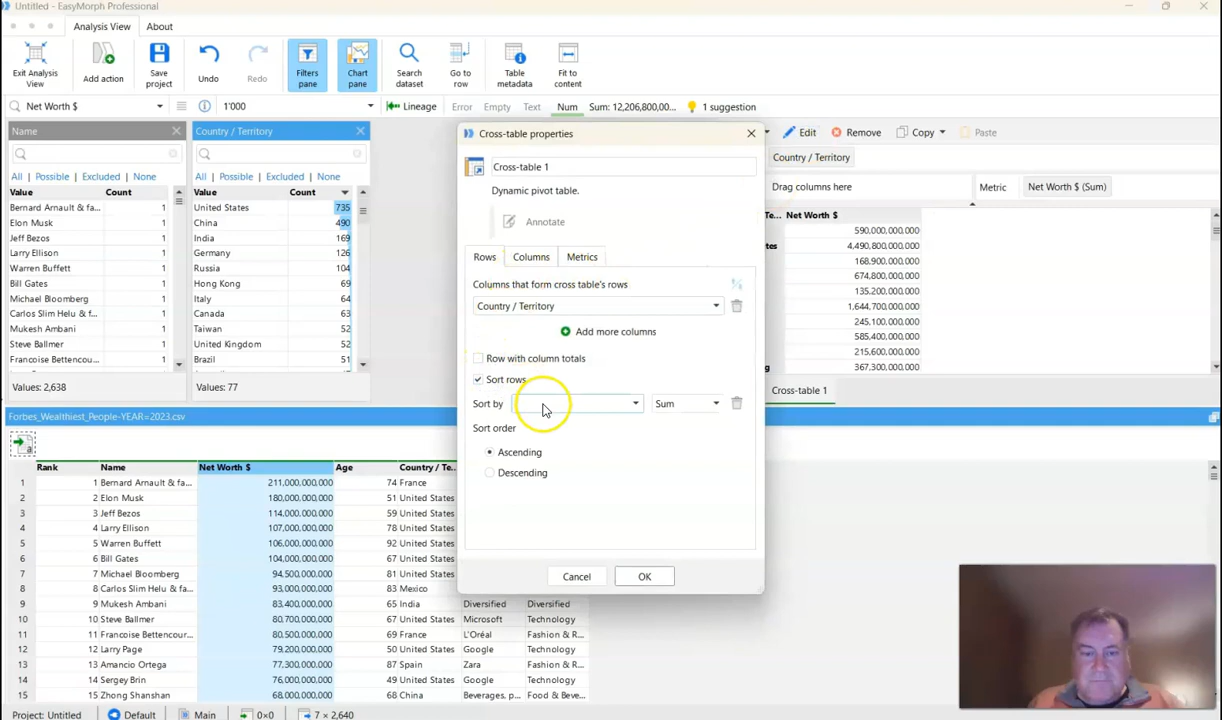 Untitled - EasyMorph Professional
Analysis View About
Exit Analysis View
Add action
Save project
Undo
Redo
Filters pane
Chart pane
Search dataset
Go to row
Table metadata
Fit to content
Net Worth $ 1'000 Lineage Error Empty Text Num Sum: 12,206,800,00... 1 suggestion
Name
All Possible Excluded None
Value Count
Bernard Arnault & fa... 1
Elon Musk 1
Jeff Bezos 1
Larry Ellison 1
Warren Buffett 1
Bill Gates 1
Michael Bloomberg 1
Carlos Slim Helu & f... 1
Mukesh Ambani 1
Steve Ballmer 1
Francoise Bettencou... 1
Values: 2,638
Country / Territory
All Possible Excluded None
Value Count
United States 735
China 490
India 169
Germany 126
Russia 104
Hong Kong 69
Italy 64
Canada 63
Taiwan 52
United Kingdom 52
Brazil 51
Values: 77
Cross-table properties
Cross-table 1
Dynamic pivot table.
Annotate
Rows Columns Metrics
Columns that form cross table's rows
Country / Territory
Add more columns
Row with column totals
Sort rows
Sort by Sum
Sort order
Ascending
Descending
Cancel OK
Edit Remove Copy Paste
Country / Territory
Drag columns here Metric Net Worth $ (Sum)
Te... Net Worth $
590,000,000,000
tes 4,490,800,000,000
168,900,000,000
674,800,000,000
135,200,000,000
1,644,700,000,000
245,100,000,000
585,400,000,000
215,600,000,000
367,300,000,000
Cross-table 1
Forbes_Wealthiest_People-YEAR=2023.csv
Rank Name Net Worth $ Age Country / Te...
1 1 Bernard Arnault & fa... 211,000,000,000 74 France
2 2 Elon Musk 180,000,000,000 51 United States
3 3 Jeff Bezos 114,000,000,000 59 United States
4 4 Larry Ellison 107,000,000,000 78 United States
5 5 Warren Buffett 106,000,000,000 92 United States
6 6 Bill Gates 104,000,000,000 67 United States
7 7 Michael Bloomberg 94,500,000,000 81 United States
8 8 Carlos Slim Helu & fa... 93,000,000,000 83 Mexico
9 9 Mukesh Ambani 83,400,000,000 65 India Diversified Diversified
10 10 Steve Ballmer 80,700,000,000 67 United States Microsoft Technology
11 11 Francoise Bettencour... 80,500,000,000 69 France L'Oréal Fashion & R...
12 12 Larry Page 79,200,000,000 50 United States Google Technology
13 13 Amancio Ortega 77,300,000,000 87 Spain Zara Fashion & R...
14 14 Sergey Brin 76,000,000,000 49 United States Google Technology
15 15 Zhong Shanshan 68,000,000,000 68 China Beverages, p... Food & Beve...
Project: Untitled Default Main 0×0 7 × 2,640